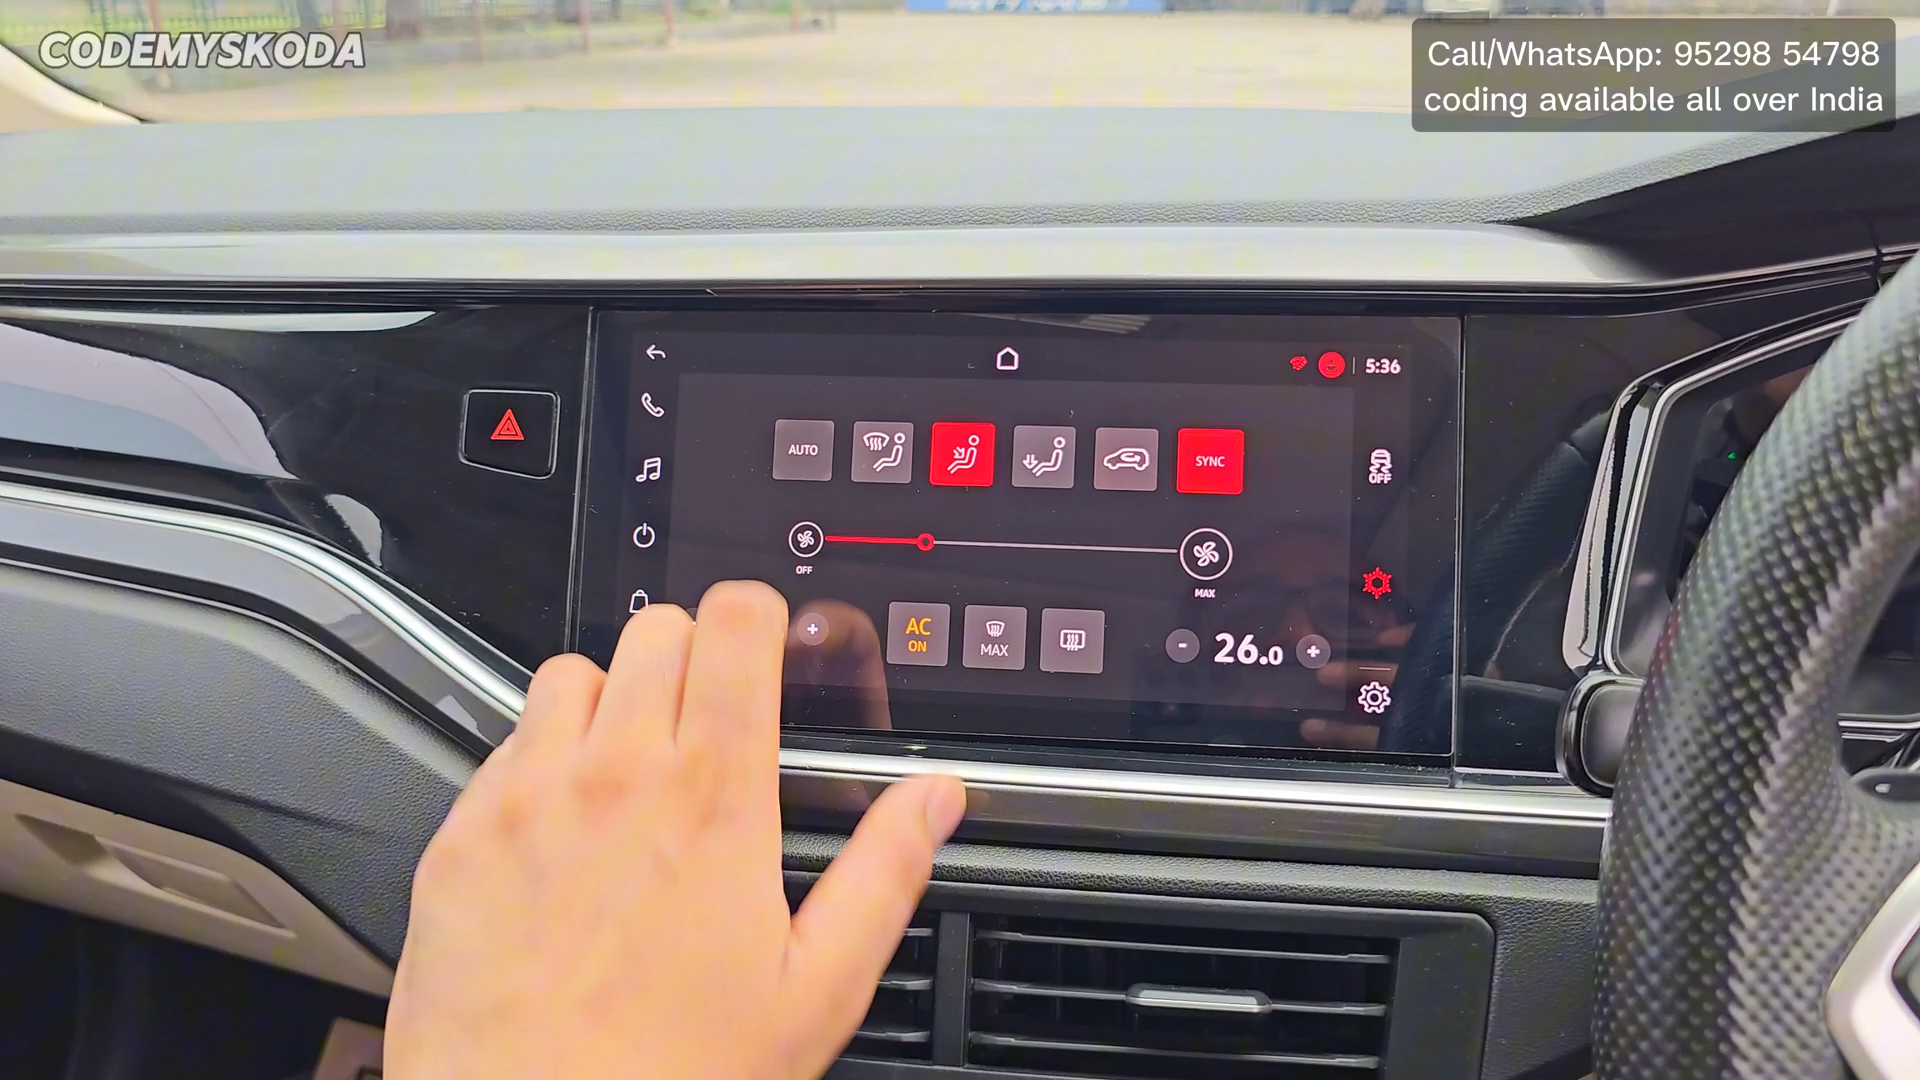 CODEMYSKODA
Call/WhatsApp: 95298 54798
coding available all over India
5:36
AUTO
SYNC
OFF
OFF
MAX
AC
ON
MAX
26.0